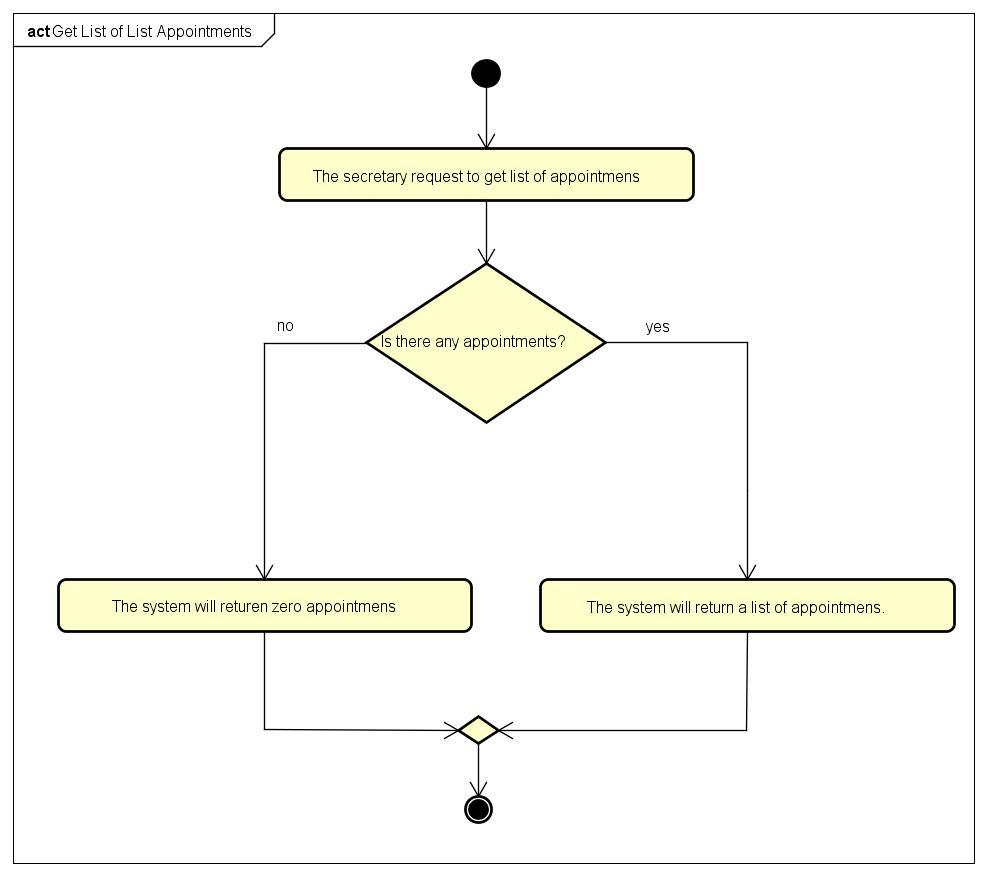 act Get List of List Appointments
The secretary request to get list of appointmens
Is there any appointments?
no
yes
The system will returen zero appointmens
The system will return a list of appointmens.